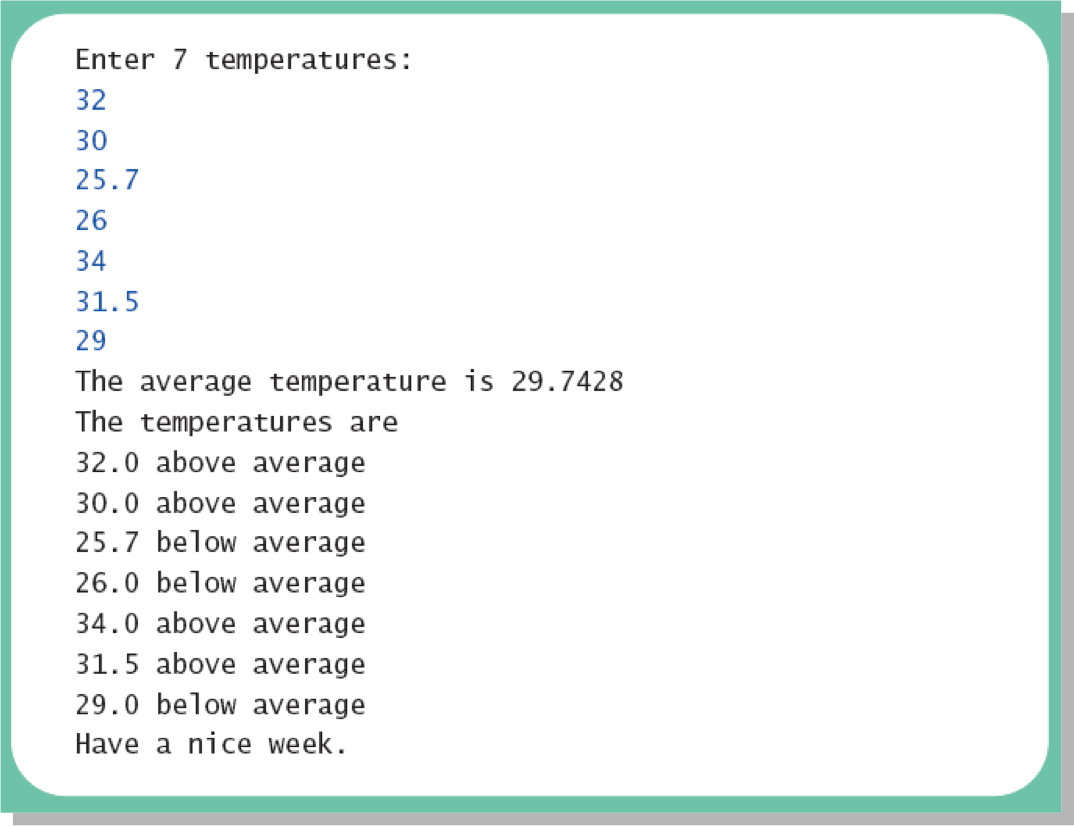 Enter 7 temperatures:
32
30
25.7
26
34
31.5
29
The average temperature is 29.7428
The temperatures are
32.0 above average
30.0 above average
25.7 below average
26.0 below average
34.0 above average
31.5 above average
29.0 below average
Have a nice week.